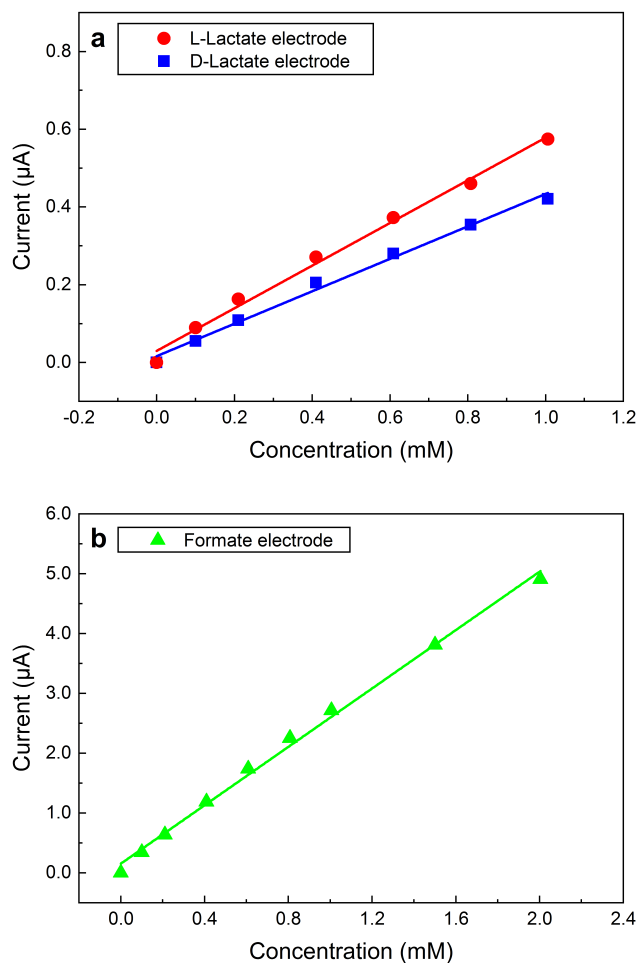 a
L-Lactate electrode
D-Lactate electrode
0.8
0.6
0.4
0.2
0.0
Current (μA)
-0.2 0.0 0.2 0.4 0.6 0.8 1.0 1.2
Concentration (mM)
b
Formate electrode
6.0
5.0
4.0
3.0
2.0
1.0
0.0
Current (μA)
0.0 0.4 0.8 1.2 1.6 2.0 2.4
Concentration (mM)